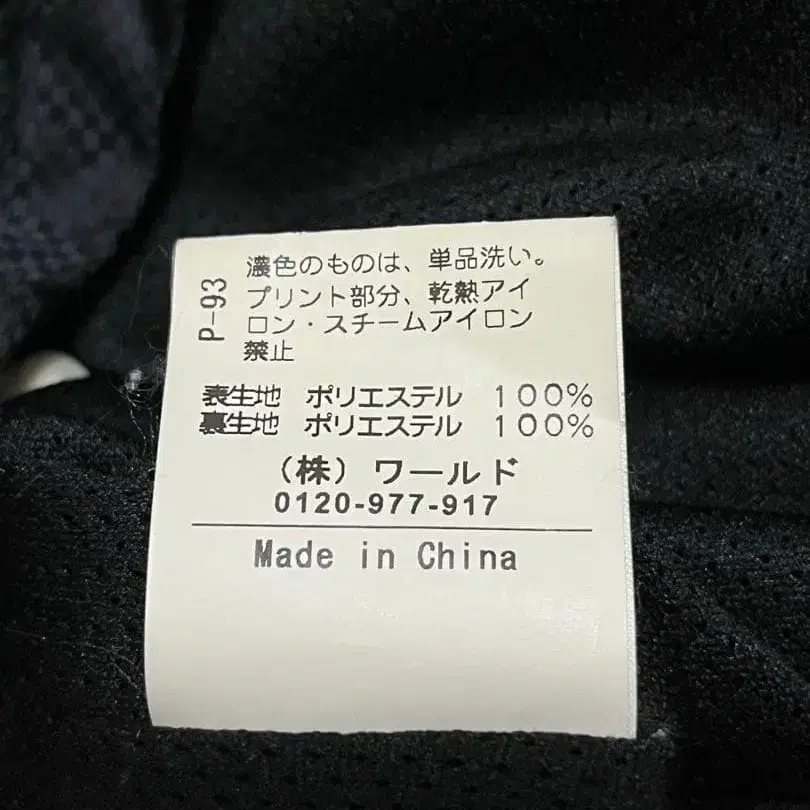 P-93
濃色のものは、単品洗い。
プリント部分、乾熱アイ
ロン・スチームアイロン
禁止
表生地 ポリエステル 100%
裏生地 ポリエステル 100%
(株)ワールド
0120-977-917
Made in China